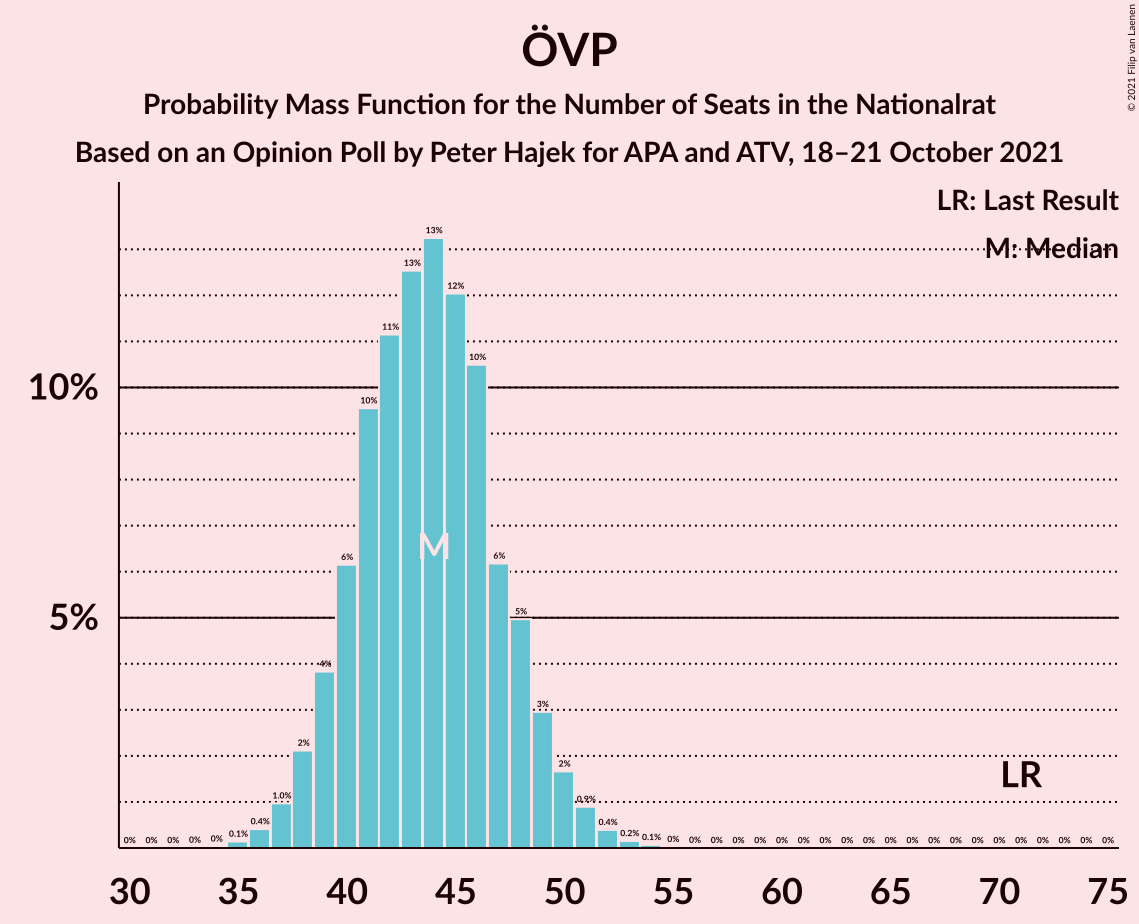 ÖVP
Probability Mass Function for the Number of Seats in the Nationalrat
Based on an Opinion Poll by Peter Hajek for APA and ATV, 18–21 October 2021
© 2021 Filip van Laenen
LR: Last Result
M: Median
10%
5%
0% 0% 0% 0% 0% 0.1% 0.4% 1.0% 2% 4% 6% 10% 11% 13% 13% 12% 10% 6% 5% 3% 2% 0.9% 0.4% 0.2% 0.1% 0% 0% 0% 0% 0% 0% 0% 0% 0% 0% 0% 0% 0% 0% 0% 0% 0% 0% 0% 0% 0%
M
LR
30 35 40 45 50 55 60 65 70 75